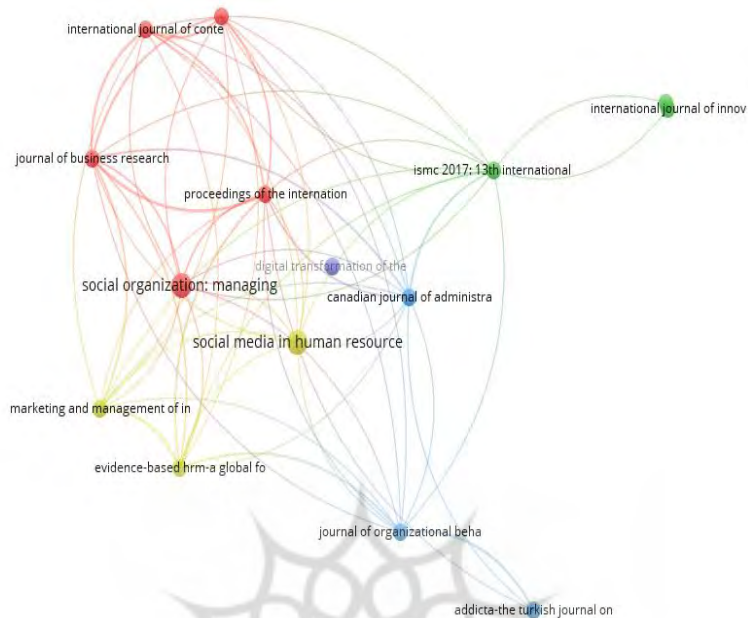 international journal of conte
international journal of innov
journal of business research
ismc 2017: 13th international
proceedings of the internation
digital transformation of the
social organization: managing
canadian journal of administra
social media in human resource
marketing and management of in
evidence-based hrm-a global fo
journal of organizational beha
addicta-the turkish journal on